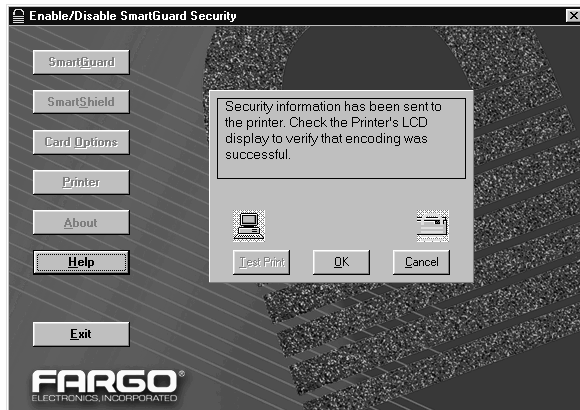 Enable/Disable SmartGuard Security
SmartGuard
SmartShield
Card Options
Printer
About
Help
Exit
Security information has been sent to
the printer. Check the Printer's LCD
display to verify that encoding was
successful.
Test Print
OK
Cancel
FARGO®
ELECTRONICS, INCORPORATED